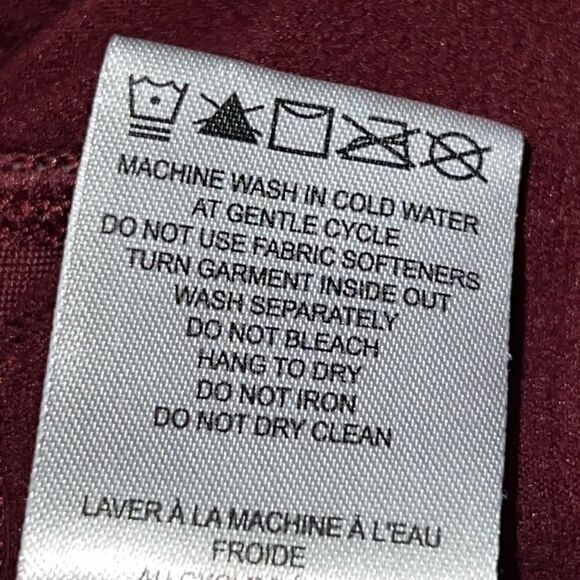 MACHINE WASH IN COLD WATER
AT GENTLE CYCLE
DO NOT USE FABRIC SOFTENERS
TURN GARMENT INSIDE OUT
WASH SEPARATELY
DO NOT BLEACH
HANG TO DRY
DO NOT IRON
DO NOT DRY CLEAN
LAVER À LA MACHINE À L'EAU
FROIDE